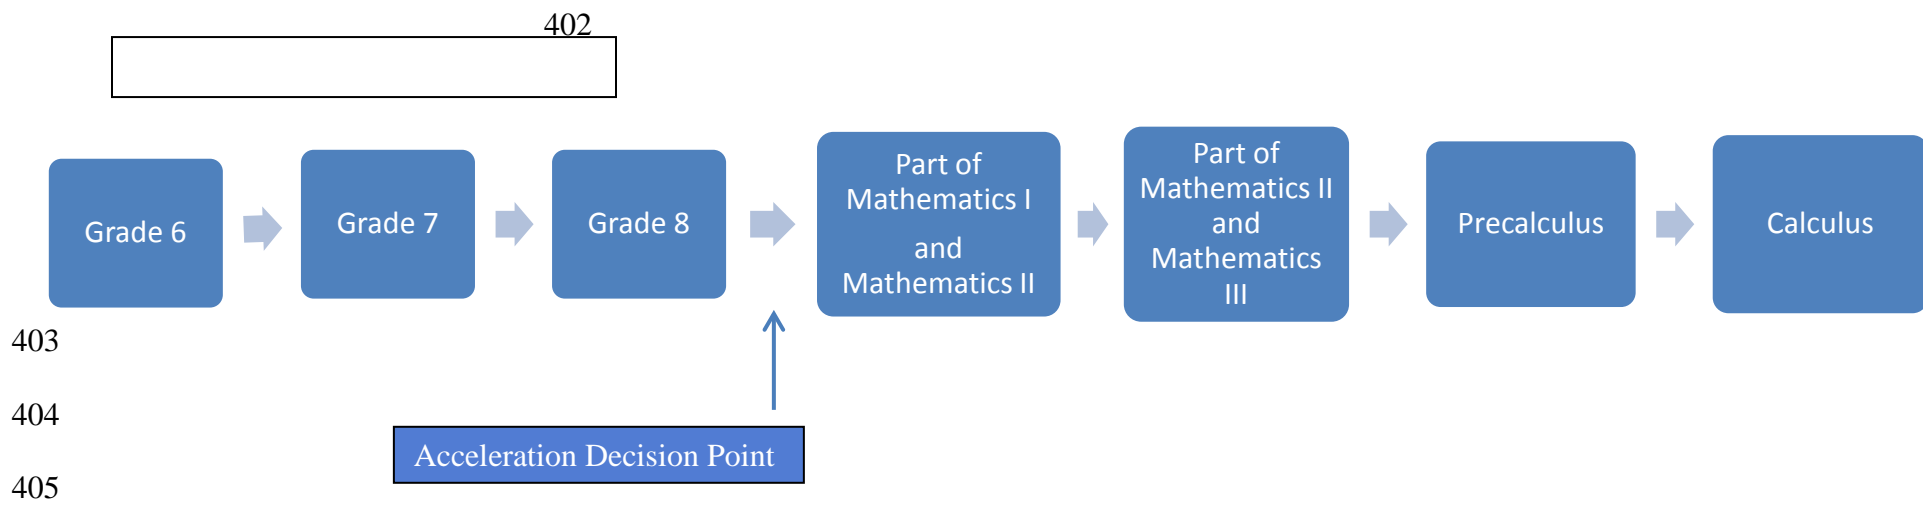 402
Grade 6
Grade 7
Grade 8
Part of
Mathematics I
and
Mathematics II
Part of
Mathematics II
and
Mathematics
III
Precalculus
Calculus
403
404
Acceleration Decision Point
405